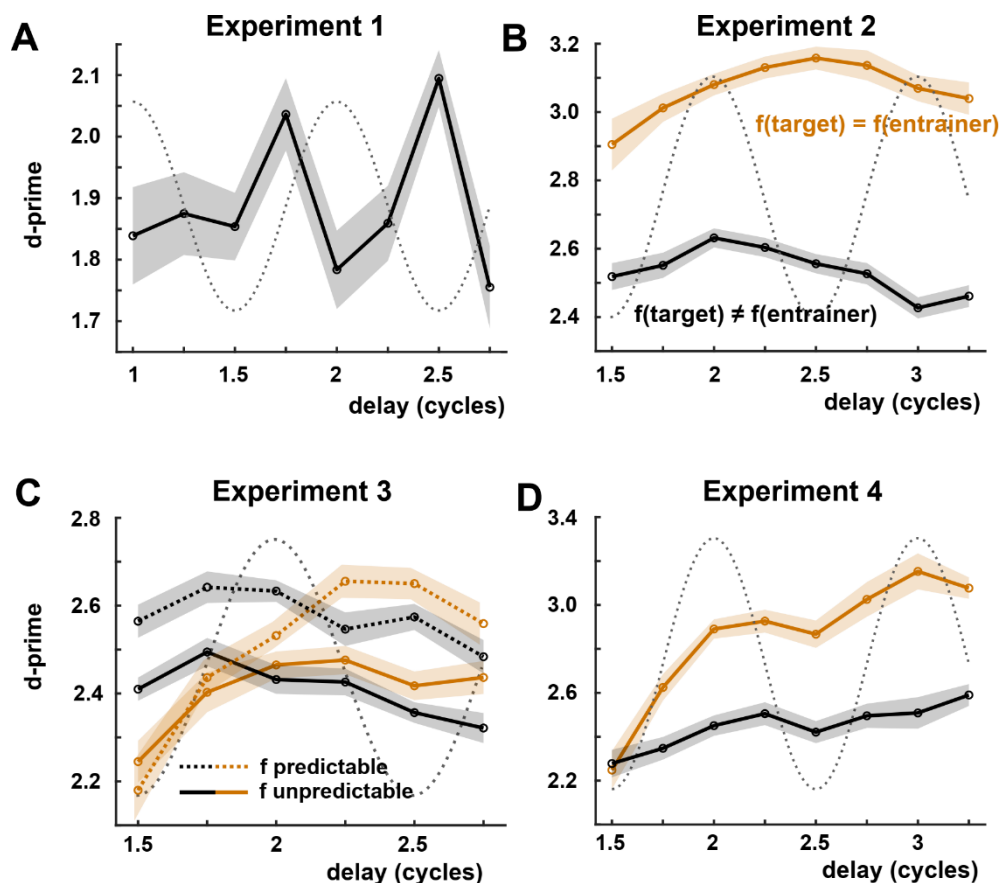 A
Experiment 1
d-prime
2.1
2.0
1.9
1.8
1.7
1
1.5
2
2.5
delay (cycles)
B
Experiment 2
3.2
3.0
2.8
2.6
2.4
f(target) = f(entrainer)
f(target) ≠ f(entrainer)
1.5
2
2.5
3
delay (cycles)
C
Experiment 3
d-prime
2.8
2.6
2.4
2.2
f predictable
f unpredictable
1.5
2
2.5
delay (cycles)
D
Experiment 4
3.4
3.0
2.6
2.2
1.5
2
2.5
3
delay (cycles)